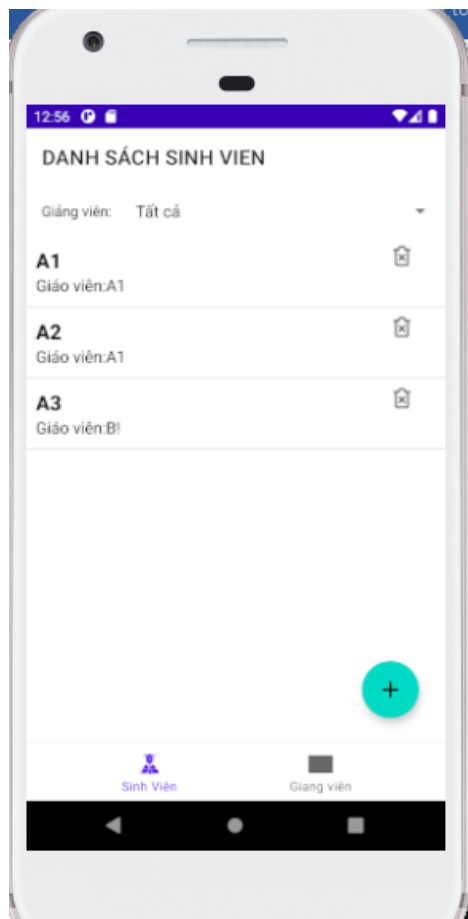 12:56
DANH SÁCH SINH VIEN
Giảng viên: Tất cả
A1
Giáo viên:A1
A2
Giáo viên:A1
A3
Giáo viên:B!
+
Sinh Viên Giang viên